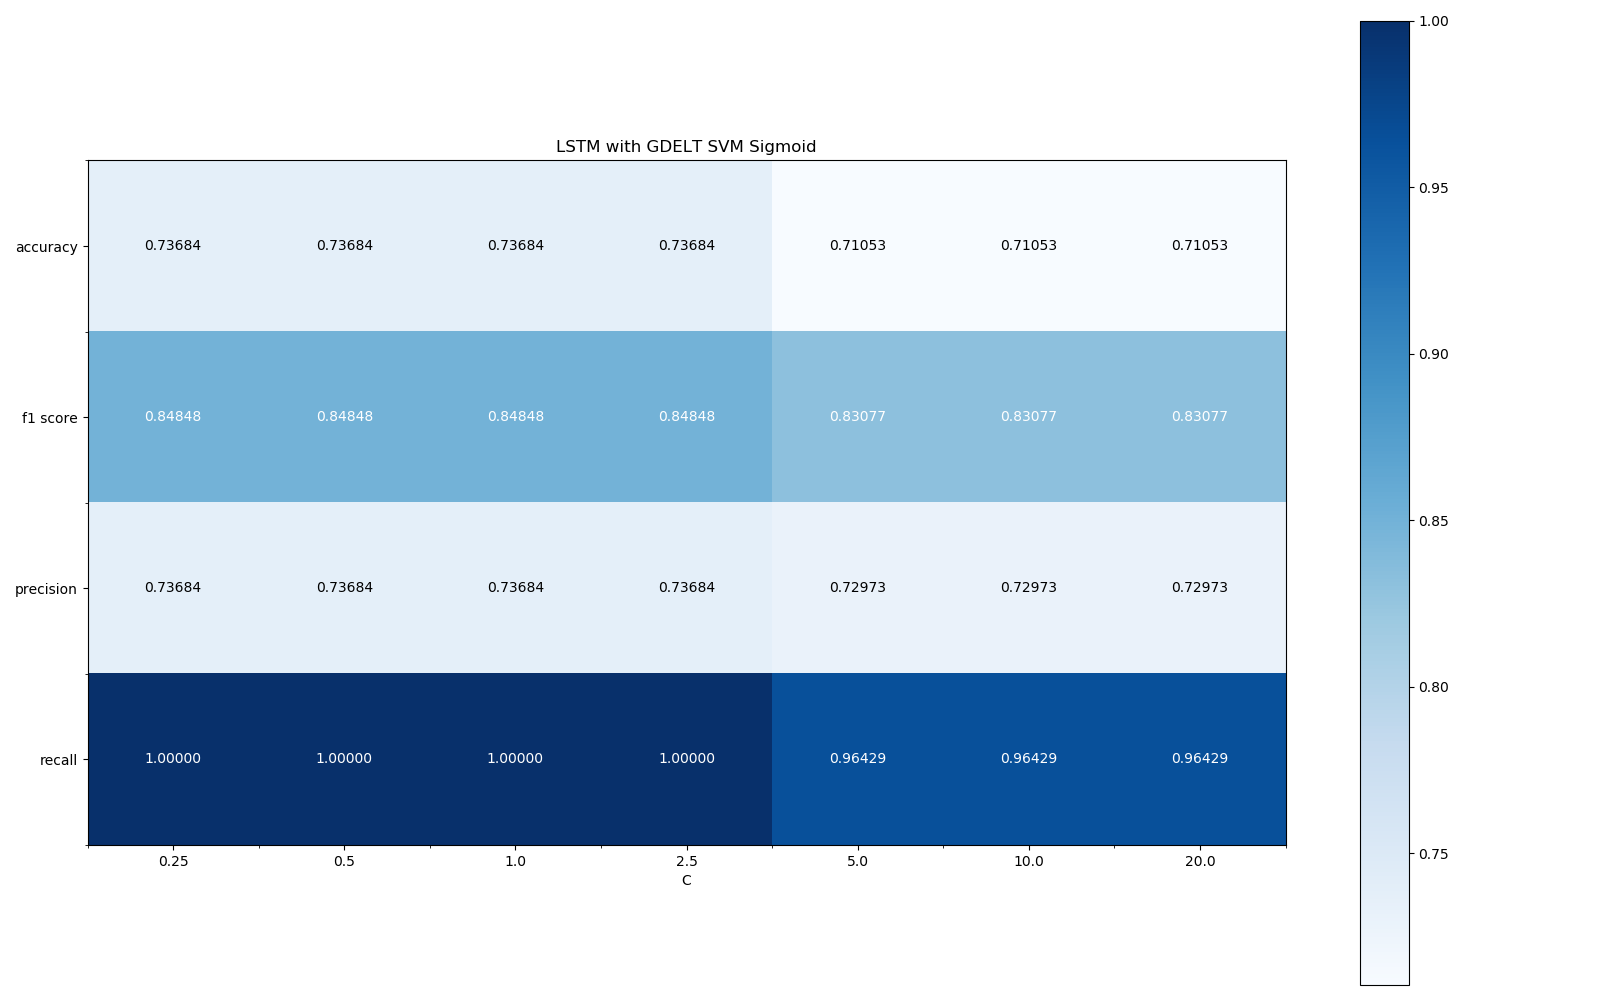 LSTM with GDELT SVM Sigmoid
accuracy 0.73684 0.73684 0.73684 0.73684 0.71053 0.71053 0.71053
f1 score 0.84848 0.84848 0.84848 0.84848 0.83077 0.83077 0.83077
precision 0.73684 0.73684 0.73684 0.73684 0.72973 0.72973 0.72973
recall 1.00000 1.00000 1.00000 1.00000 0.96429 0.96429 0.96429
0.25 0.5 1.0 2.5 5.0 10.0 20.0
C
1.00
0.95
0.90
0.85
0.80
0.75